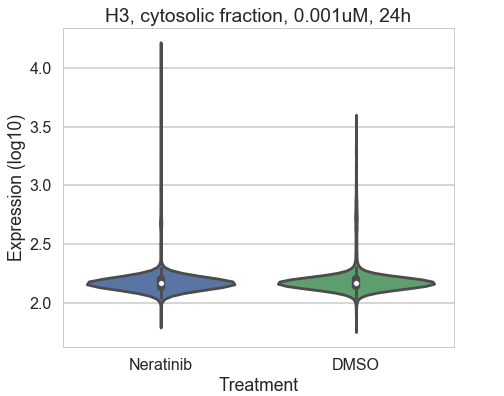 H3, cytosolic fraction, 0.001uM, 24h
Expression (log10)
4.0
3.5
3.0
2.5
2.0
Neratinib
DMSO
Treatment